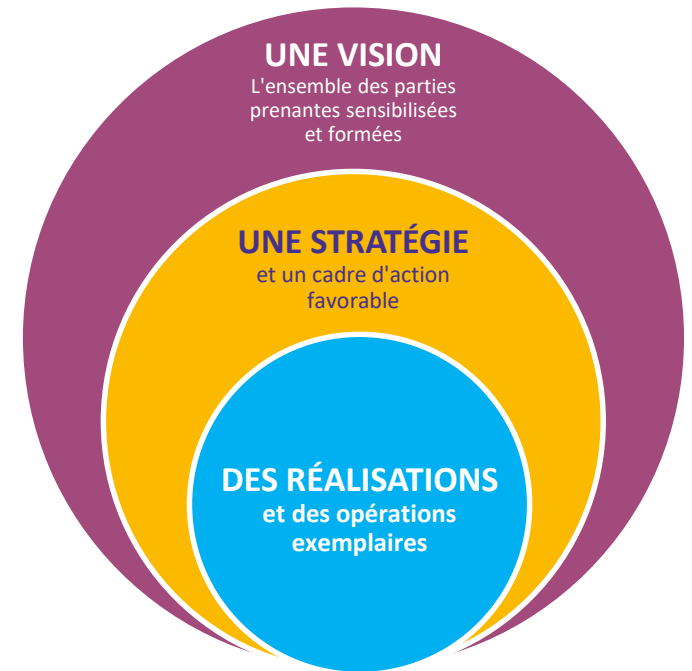 UNE VISION
L'ensemble des parties
prenantes sensibilisées
et formées
UNE STRATÉGIE
et un cadre d'action
favorable
DES RÉALISATIONS
et des opérations
exemplaires